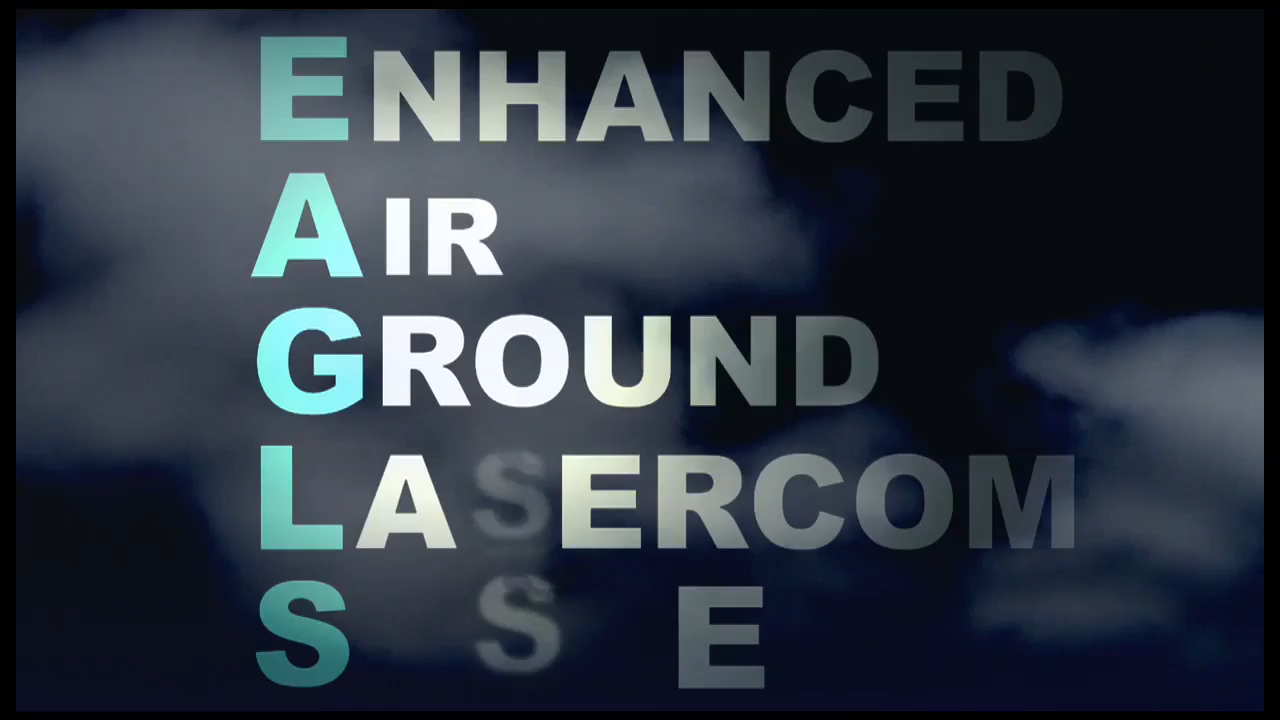 ENHANCED
AIR
GROUND
LASERCOM
S S E